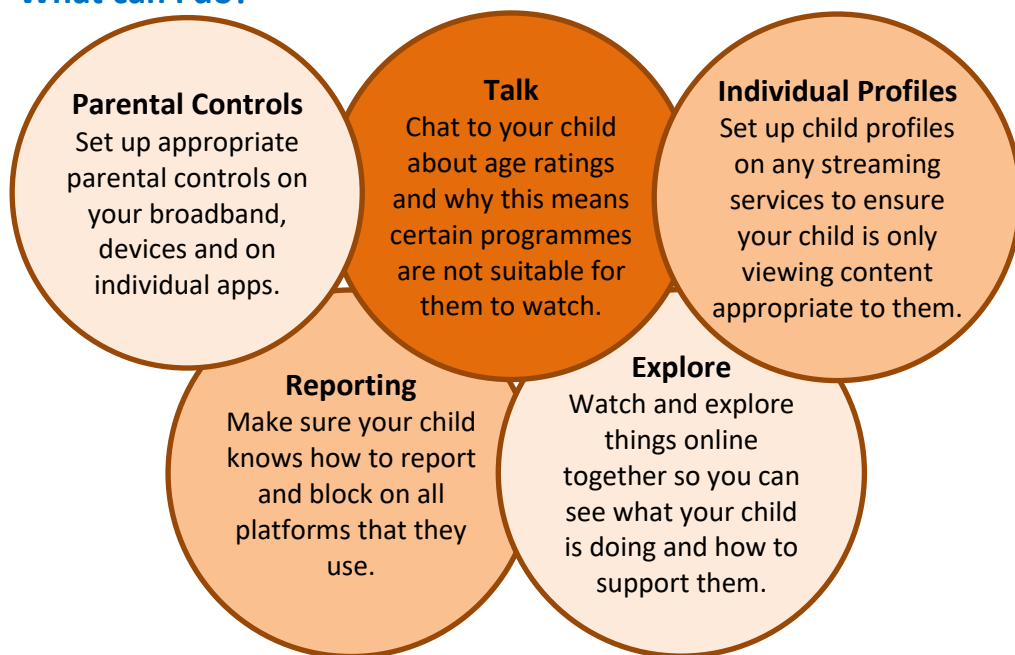 What can I do?
Parental Controls
Set up appropriate
parental controls on
your broadband,
devices and on
individual apps.
Talk
Chat to your child
about age ratings
and why this means
certain programmes
are not suitable for
them to watch.
Individual Profiles
Set up child profiles
on any streaming
services to ensure
your child is only
viewing content
appropriate to them.
Reporting
Make sure your child
knows how to report
and block on all
platforms that they
use.
Explore
Watch and explore
things online
together so you can
see what your child
is doing and how to
support them.